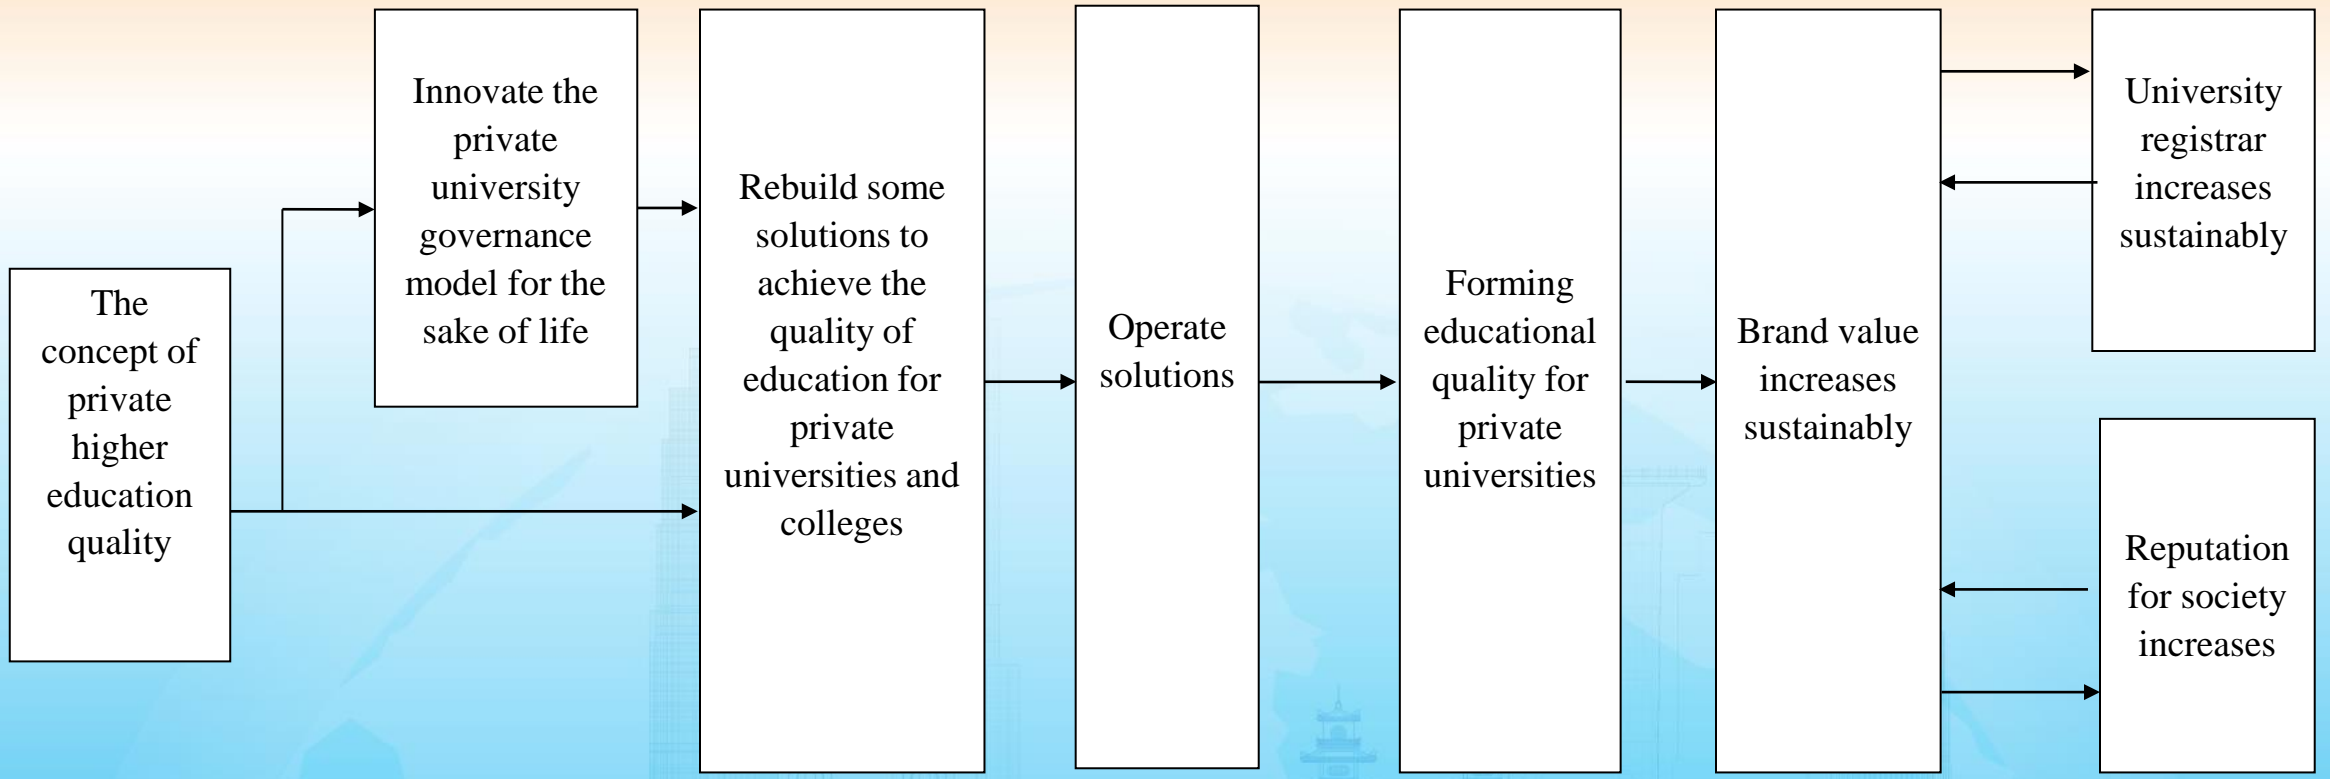 The
concept of
private
higher
education
quality
Innovate the
private
university
governance
model for the
sake of life
Rebuild some
solutions to
achieve the
quality of
education for
private
universities and
colleges
Operate
solutions
Forming
educational
quality for
private
universities
Brand value
increases
sustainably
University
registrar
increases
sustainably
Reputation
for society
increases